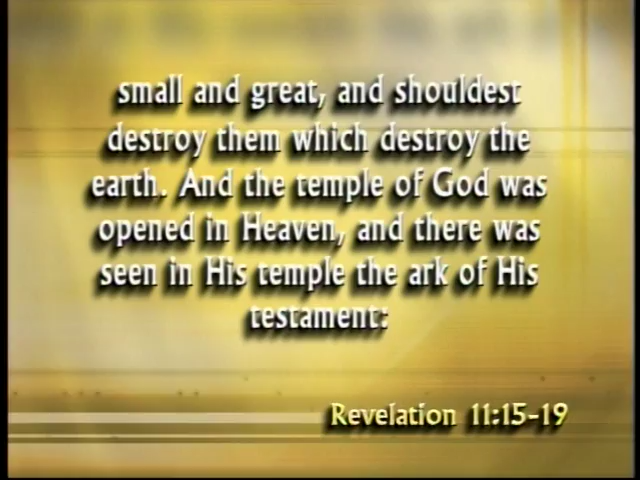 small and great, and shouldest
destroy them which destroy the
earth. And the temple of God was
opened in Heaven, and there was
seen in His temple the ark of His
testament:
Revelation 11:15-19